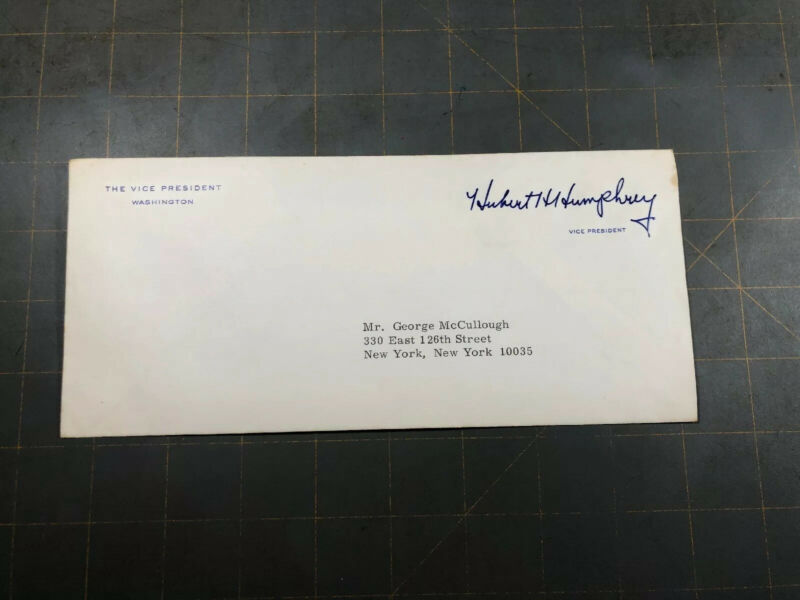 THE VICE PRESIDENT
WASHINGTON
Hubert H Humphrey
VICE PRESIDENT
Mr. George McCullough
330 East 126th Street
New York, New York 10035